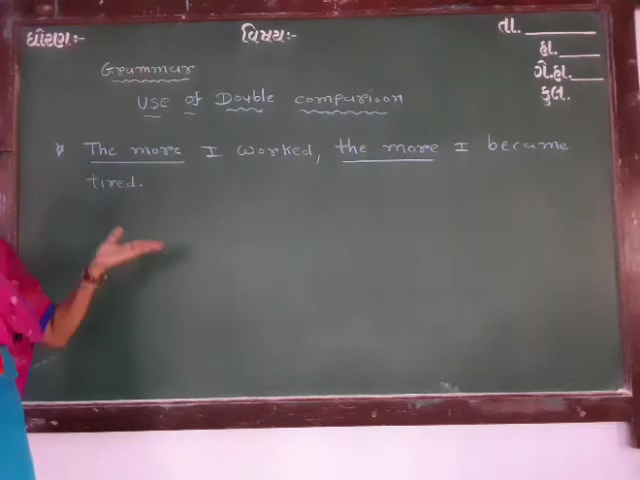 ધોરણઃ-
વિષયઃ-
તા.
હા.
ગે.હા.
કુલ.
Grammar
Use of Double comparison
The more I worked, the more I became
tired.